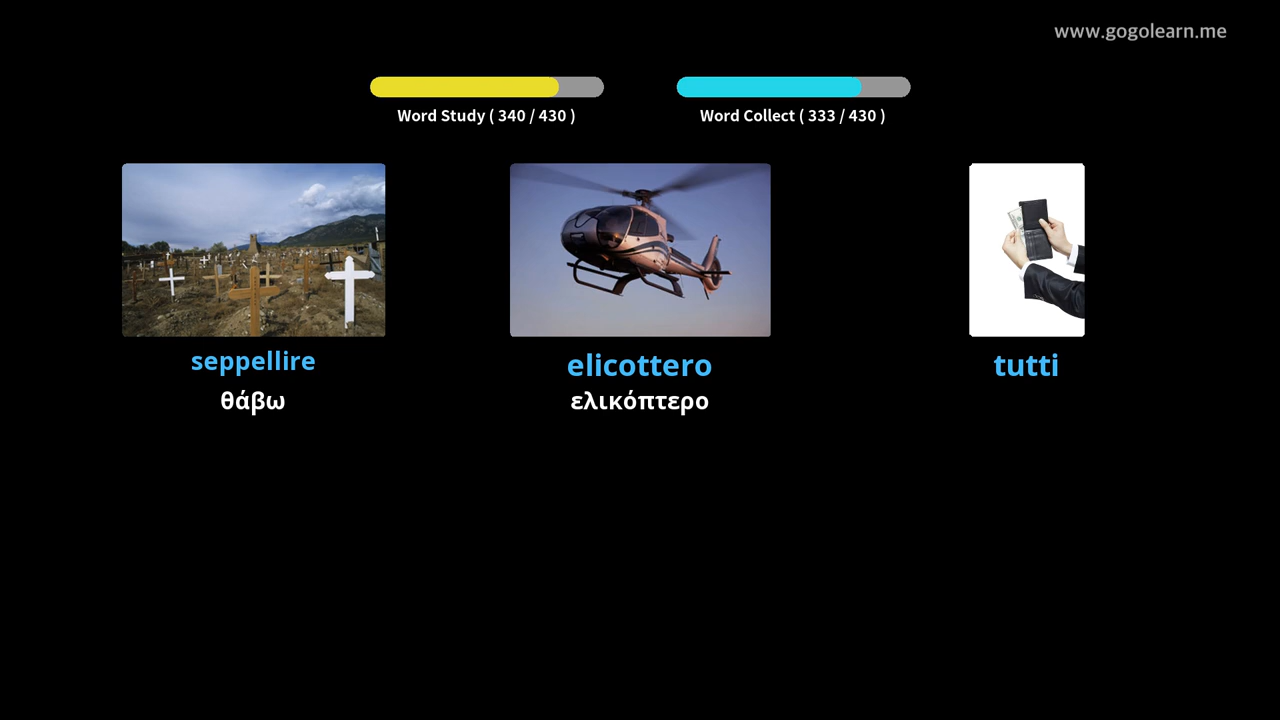 www.gogolearn.me
Word Study ( 340 / 430 )
Word Collect ( 333 / 430 )
seppellire
θάβω
elicottero
ελικόπτερο
tutti